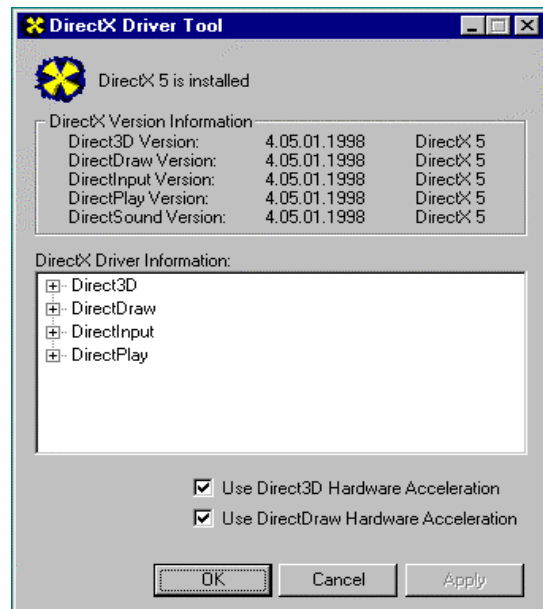 DirectX Driver Tool
DirectX 5 is installed
DirectX Version Information
Direct3D Version: 4.05.01.1998 DirectX 5
DirectDraw Version: 4.05.01.1998 DirectX 5
DirectInput Version: 4.05.01.1998 DirectX 5
DirectPlay Version: 4.05.01.1998 DirectX 5
DirectSound Version: 4.05.01.1998 DirectX 5
DirectX Driver Information:
Direct3D
DirectDraw
DirectInput
DirectPlay
Use Direct3D Hardware Acceleration
Use DirectDraw Hardware Acceleration
OK Cancel Apply